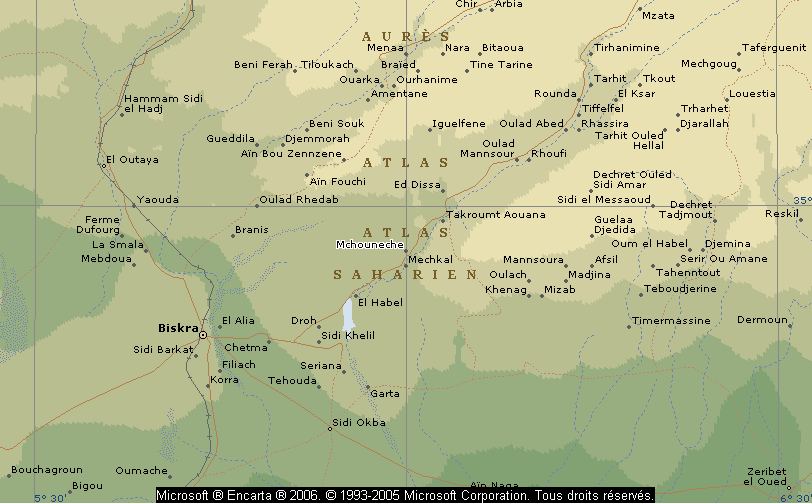 Chir
Arbia
Mzata
AURÈS
Menaa
Nara
Bitaoua
Tirhanimine
Taferguenit
Beni Ferah
Tiloukach
Braïed
Tine Tarine
Mechgoug
Ouarka
Ourhanime
Tarhit
Tkout
Amentane
Rounda
El Ksar
Louestia
Hammam Sidi
el Hadj
Tiffelfel
Trharhet
Beni Souk
Iguelfene
Oulad Abed
Rhassira
Djarallah
Gueddila
Djemmorah
Tarhit Ouled
Hellal
Oulad
Mannsour
Rhoufi
Aïn Bou Zennzene
El Outaya
ATLAS
Aïn Fouchi
Ed Dissa
Dechret Ouled
Sidi Amar
Yaouda
Oulad Rhedab
Sidi el Messaoud
35°
Dechret
Tadjmout
Reskil
Ferme
Dufourg
Takroumt Aouana
Guelaa
Djedida
Branis
ATLAS
La Smala
Mchouneche
Oum el Habel
Djemina
Mebdoua
Mechkal
Mannsoura
Afsil
Serir Ou Amane
SAHARIEN
Oulach
Madjina
Tahenntout
Khenag
Mizab
Teboudjerine
El Habel
Biskra
El Alia
Droh
Timermassine
Dermoun
Sidi Khelil
Sidi Barkat
Chetma
Filiach
Seriana
Korra
Tehouda
Garta
Sidi Okba
Bouchagroun
Oumache
Zeribet
el Oued
Bigou
Aïn Naga
5° 30'
Microsoft ® Encarta ® 2006. © 1993-2005 Microsoft Corporation. Tous droits réservés.
6° 30'